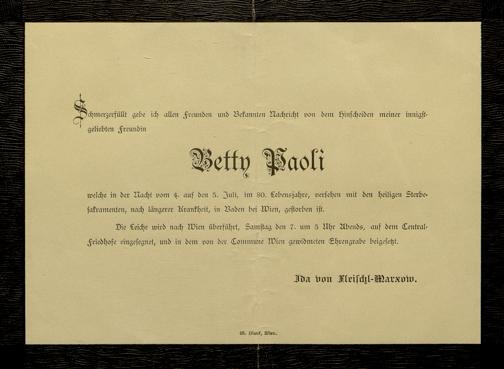 Schmerzerfüllt gebe ich allen Freunden und Bekannten Nachricht von dem Hinscheiden meiner innigst-
geliebten Freundin
Betty Paoli
welche in der Nacht vom 4. auf den 5. Juli, im 80. Lebensjahre, versehen mit den heiligen Sterbe-
sakramenten, nach längerer Krankheit, in Baden bei Wien, gestorben ist.
Die Leiche wird nach Wien überführt, Samstag den 7. um 5 Uhr Abends, auf dem Central-
Friedhofe eingesegnet, und in dem von der Commune Wien gewidmeten Ehrengrabe beigesetzt.
Ida von Fleischl-Marxow.
Wien.